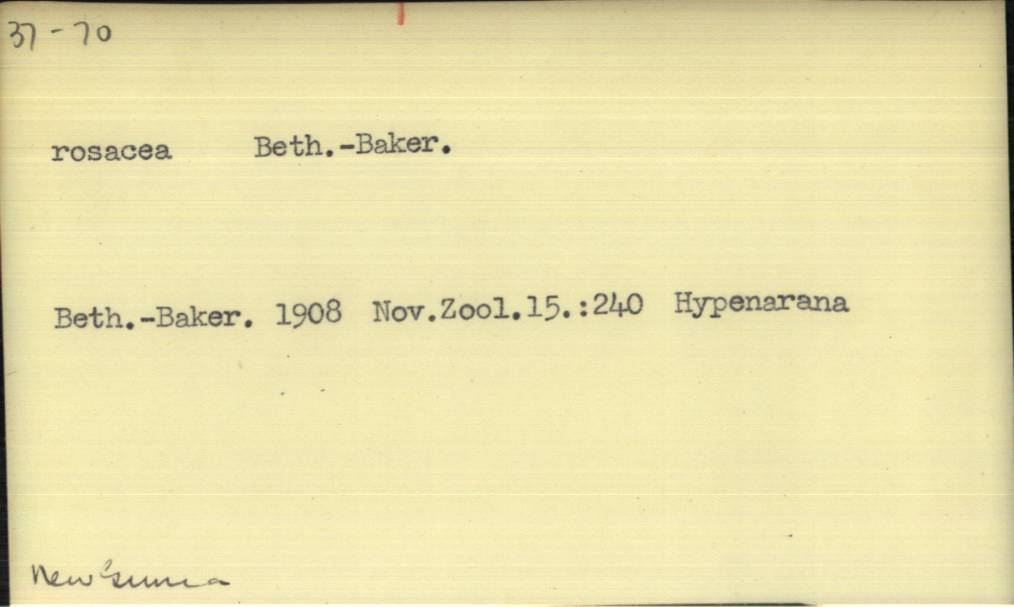 37-70
rosacea Beth.-Baker.
Beth.-Baker. 1908 Nov.Zool.15.:240 Hypenarana
New Guinea